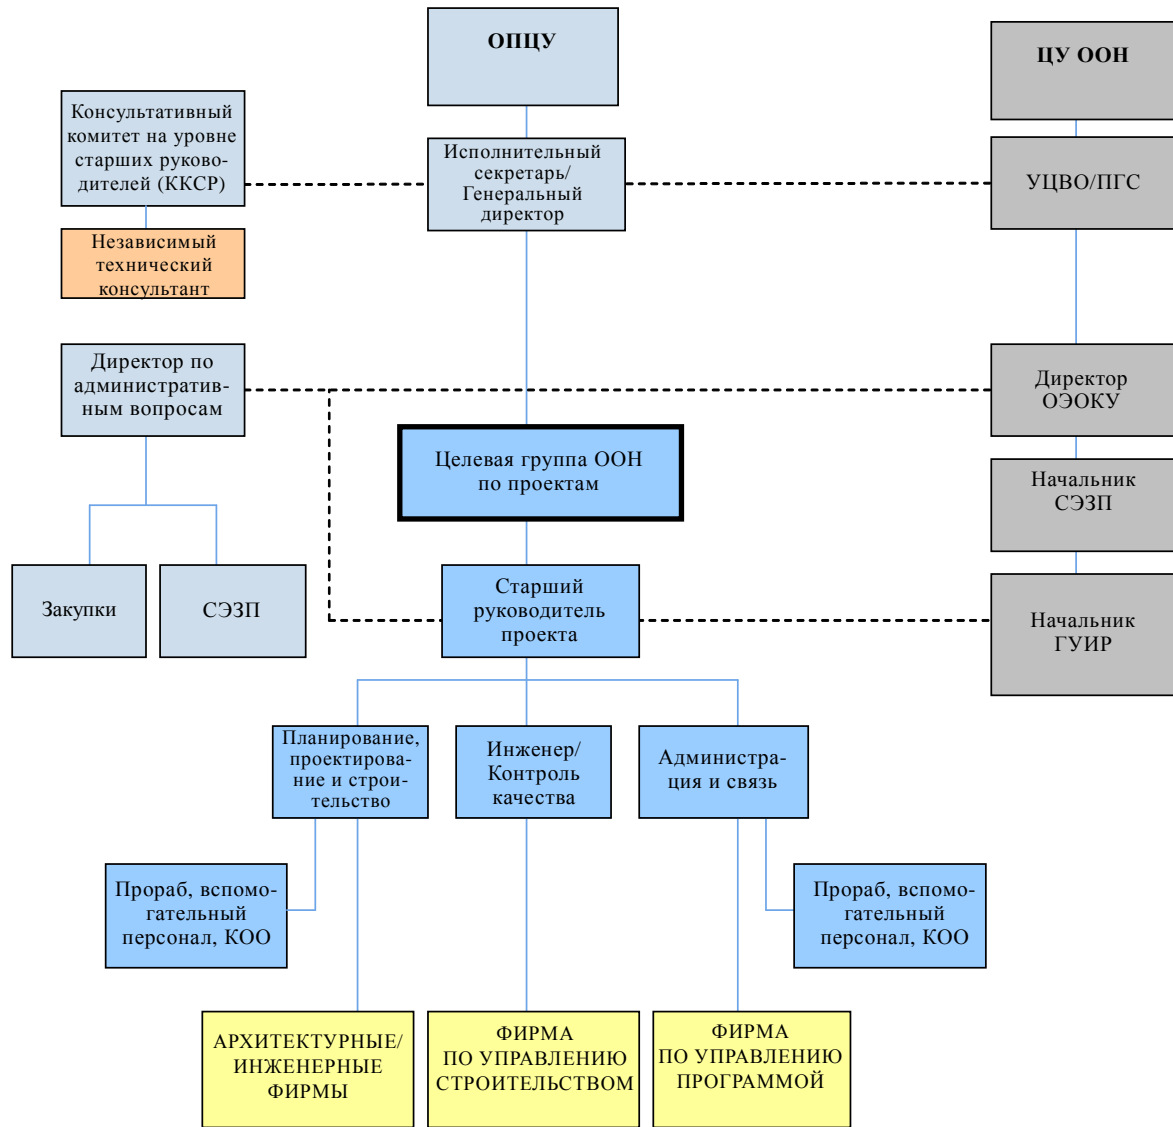 ОПЦУ
ЦУ ООН
Консультативный
комитет на уровне
старших руково-
дителей (ККСР)
Исполнительный
секретарь/
Генеральный
директор
УЦВО/ПГС
Независимый
технический
консультант
Директор по
административ-
ным вопросам
Директор
ОЭОКУ
Целевая группа ООН
по проектам
Начальник
СЭЗП
Закупки
СЭЗП
Старший
руководитель
проекта
Начальник
ГУИР
Планирование,
проектирова-
ние и строи-
тельство
Инженер/
Контроль
качества
Администра-
ция и связь
Прораб, вспомо-
гательный
персонал, КОО
Прораб, вспомо-
гательный
персонал, КОО
АРХИТЕКТУРНЫЕ/
ИНЖЕНЕРНЫЕ
ФИРМЫ
ФИРМА
ПО УПРАВЛЕНИЮ
СТРОИТЕЛЬСТВОМ
ФИРМА
ПО УПРАВЛЕНИЮ
ПРОГРАММОЙ